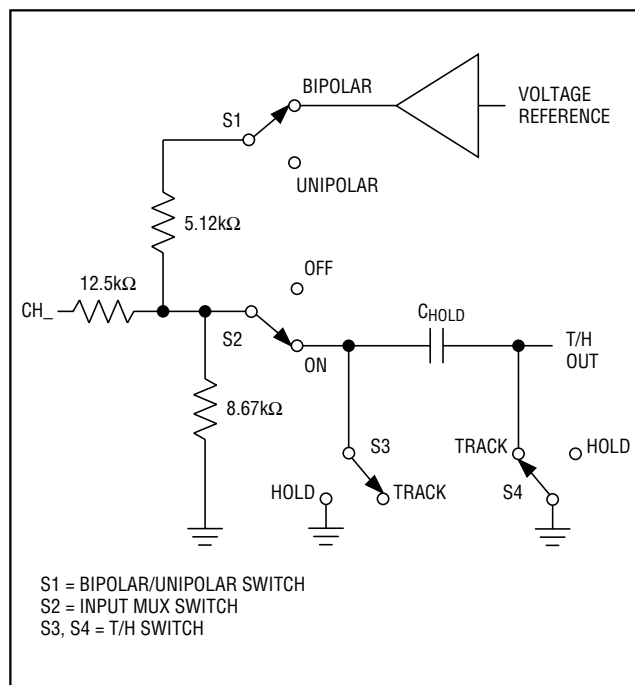 BIPOLAR
VOLTAGE
REFERENCE
S1
UNIPOLAR
5.12kΩ
12.5kΩ
OFF
CH_
CHOLD
T/H
OUT
S2
ON
8.67kΩ
S3
TRACK
HOLD
HOLD
TRACK
S4
S1 = BIPOLAR/UNIPOLAR SWITCH
S2 = INPUT MUX SWITCH
S3, S4 = T/H SWITCH